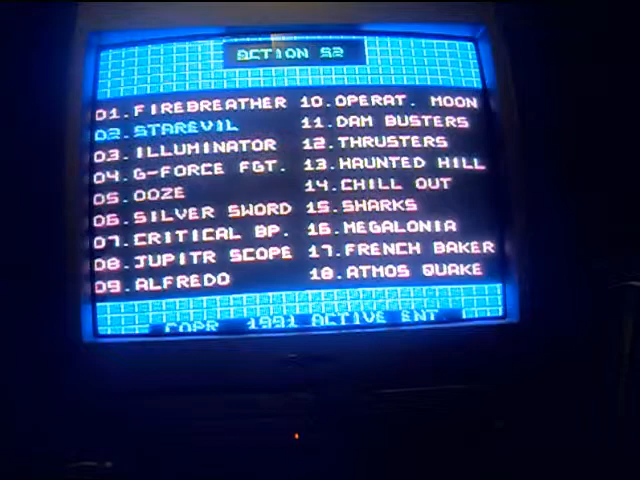 ACTION 52
01.FIREBREATHER
02.STAREVIL
03.ILLUMINATOR
04.G-FORCE FGT.
05.OOZE
06.SILVER SWORD
07.CRITICAL BP.
08.JUPITR SCOPE
09.ALFREDO
10.OPERAT. MOON
11.DAM BUSTERS
12.THRUSTERS
13.HAUNTED HILL
14.CHILL OUT
15.SHARKS
16.MEGALONIA
17.FRENCH BAKER
18.ATMOS QUAKE
COPR 1991 ACTIVE ENT